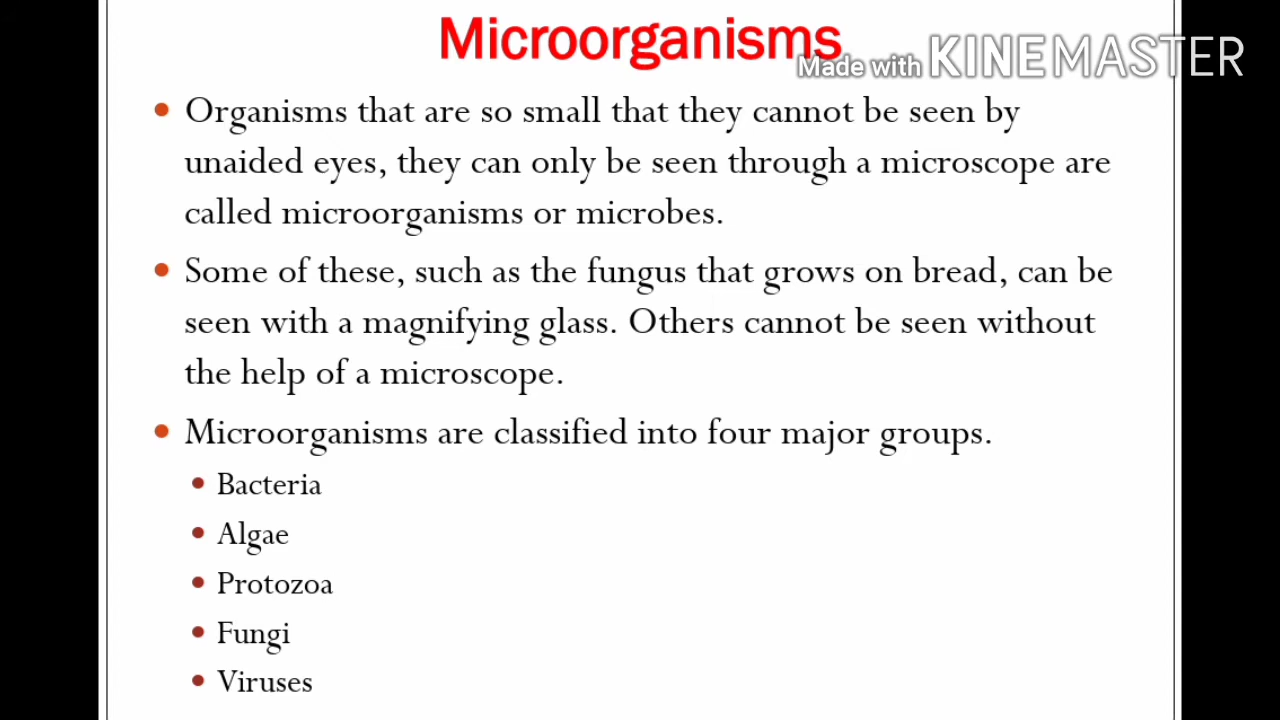 Microorganisms
Made with KINEMASTER
• Organisms that are so small that they cannot be seen by
unaided eyes, they can only be seen through a microscope are
called microorganisms or microbes.
• Some of these, such as the fungus that grows on bread, can be
seen with a magnifying glass. Others cannot be seen without
the help of a microscope.
• Microorganisms are classified into four major groups.
• Bacteria
• Algae
• Protozoa
• Fungi
• Viruses